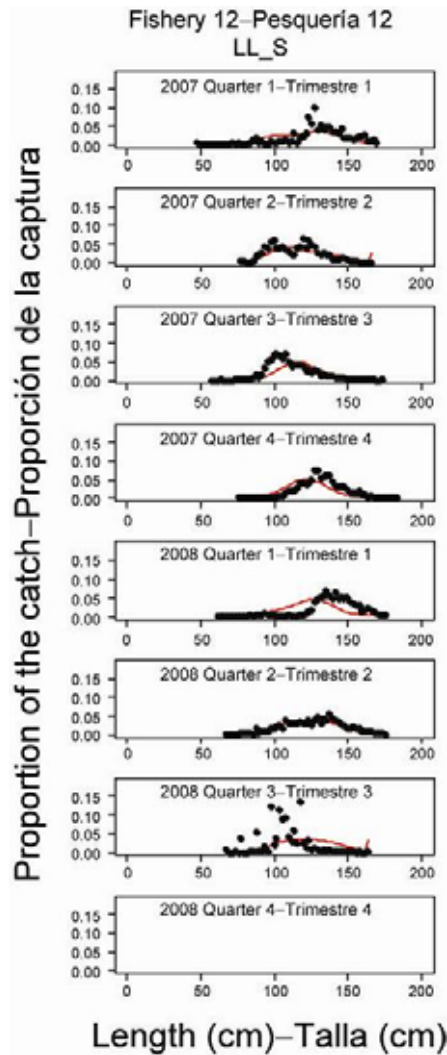 Fishery 12–Pesquería 12
LL_S
Proportion of the catch–Proporción de la captura
2007 Quarter 1–Trimestre 1
0.15
0.10
0.05
0.00
0 50 100 150 200
2007 Quarter 2–Trimestre 2
0.15
0.10
0.05
0.00
0 50 100 150 200
2007 Quarter 3–Trimestre 3
0.15
0.10
0.05
0.00
0 50 100 150 200
2007 Quarter 4–Trimestre 4
0.15
0.10
0.05
0.00
0 50 100 150 200
2008 Quarter 1–Trimestre 1
0.15
0.10
0.05
0.00
0 50 100 150 200
2008 Quarter 2–Trimestre 2
0.15
0.10
0.05
0.00
0 50 100 150 200
2008 Quarter 3–Trimestre 3
0.15
0.10
0.05
0.00
0 50 100 150 200
2008 Quarter 4–Trimestre 4
0.15
0.10
0.05
0.00
0 50 100 150 200
Length (cm)–Talla (cm)